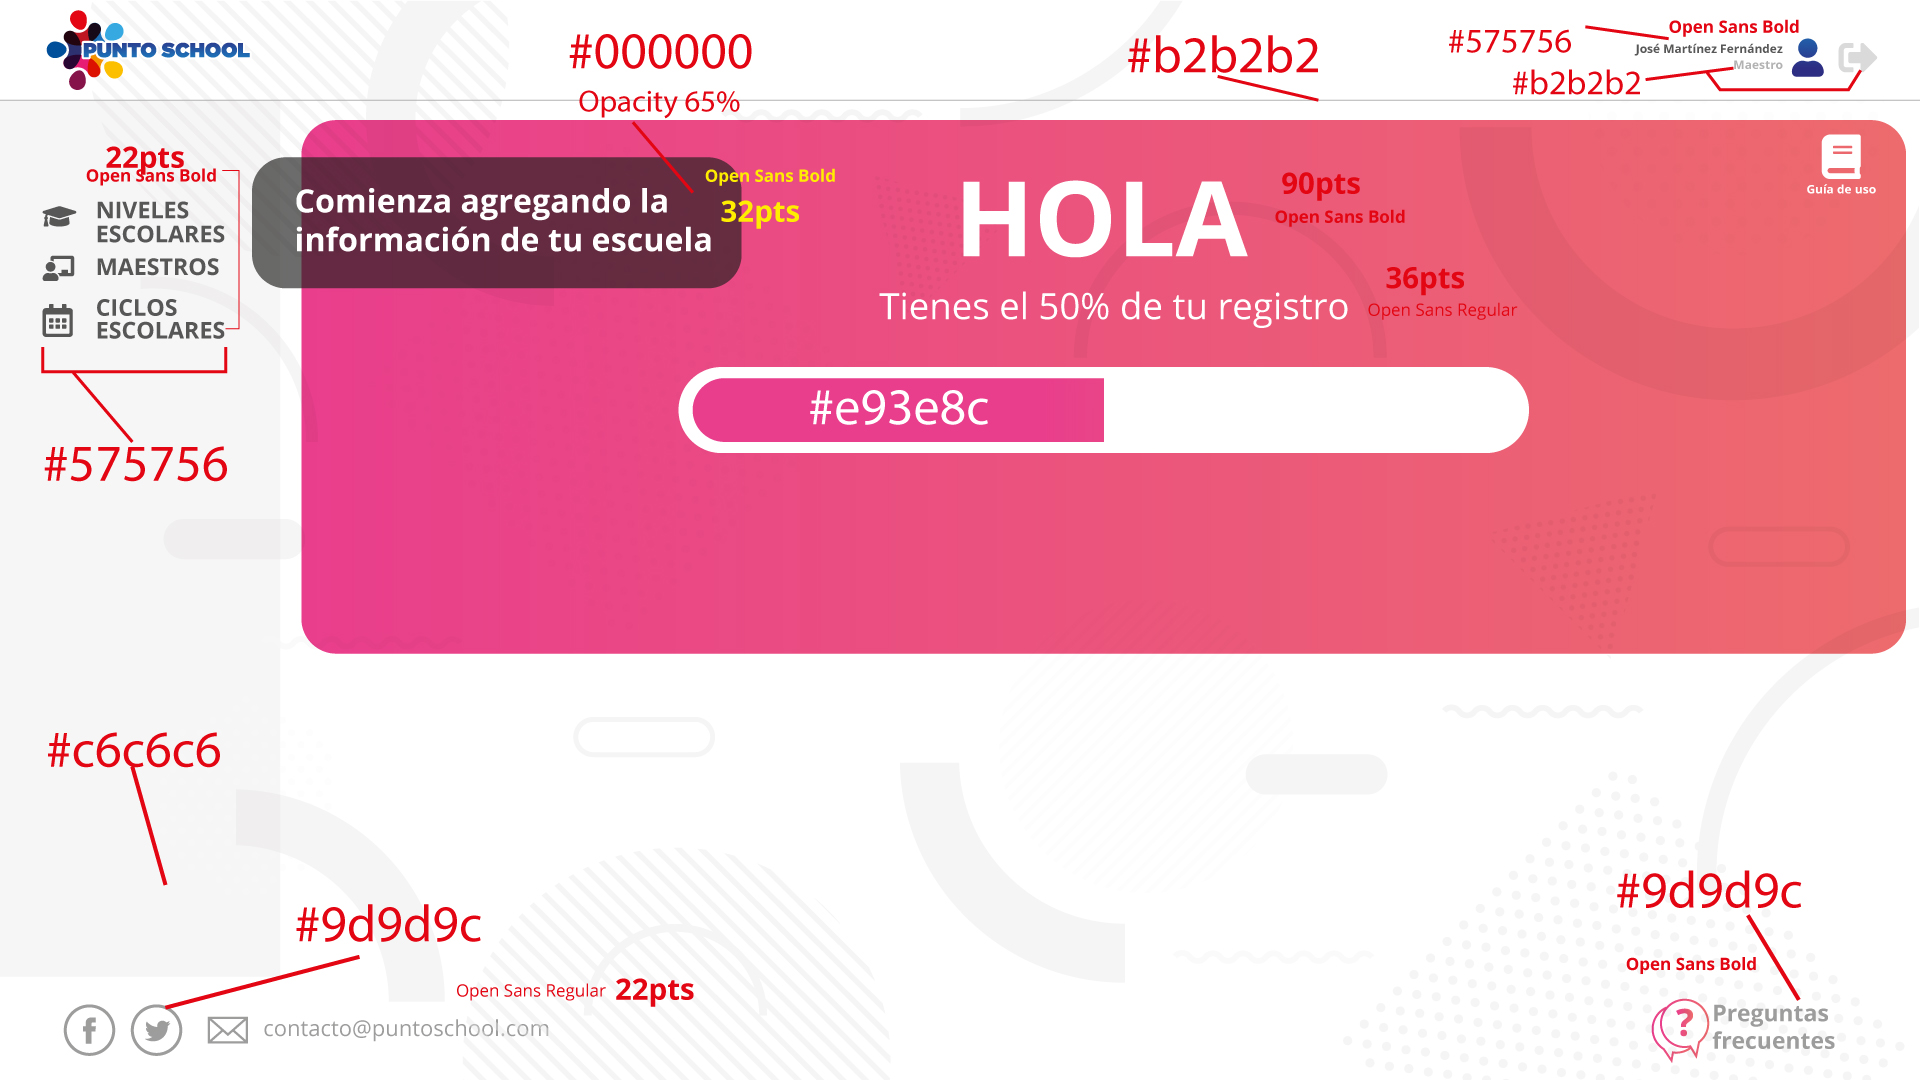 PUNTO SCHOOL
#000000
Opacity 65%
#b2b2b2
#575756
Open Sans Bold
José Martínez Fernández
Maestro
#b2b2b2
22pts
Open Sans Bold
NIVELES
ESCOLARES
MAESTROS
CICLOS
ESCOLARES
#575756
Comienza agregando la
información de tu escuela
Open Sans Bold
32pts
HOLA
90pts
Open Sans Bold
Tienes el 50% de tu registro
36pts
Open Sans Regular
Guía de uso
#e93e8c
#c6c6c6
#9d9d9c
Open Sans Regular 22pts
contacto@puntoschool.com
#9d9d9c
Open Sans Bold
Preguntas
frecuentes